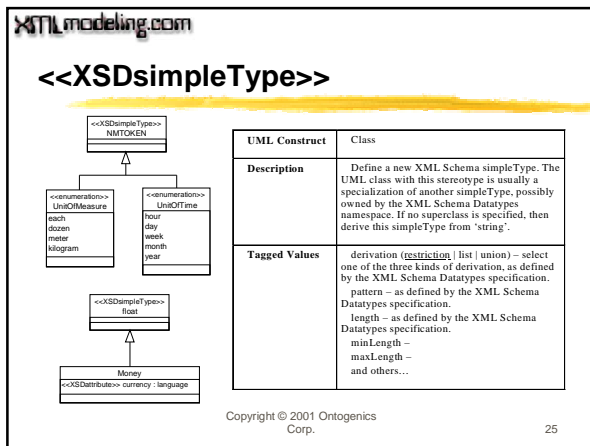 XMLmodeling.com
<<XSDsimpleType>>
<<XSDsimpleType>>
NMTOKEN
<<enumeration>>
UnitOfMeasure
each
dozen
meter
kilogram
<<enumeration>>
UnitOfTime
hour
day
week
month
year
<<XSDsimpleType>>
float
Money
<<XSDattribute>> currency : language
UML Construct
Class
Description
Define a new XML Schema simpleType. The
UML class with this stereotype is usually a
specialization of another simpleType, possibly
owned by the XML Schema Datatypes
namespace. If no superclass is specified, then
derive this simpleType from ‘string’.
Tagged Values
derivation (restriction | list | union) – select
one of the three kinds of derivation, as defined
by the XML Schema Datatypes specification.
pattern – as defined by the XML Schema
Datatypes specification.
length – as defined by the XML Schema
Datatypes specification.
minLength –
maxLength –
and others…
Copyright © 2001 Ontogenics
Corp.
25